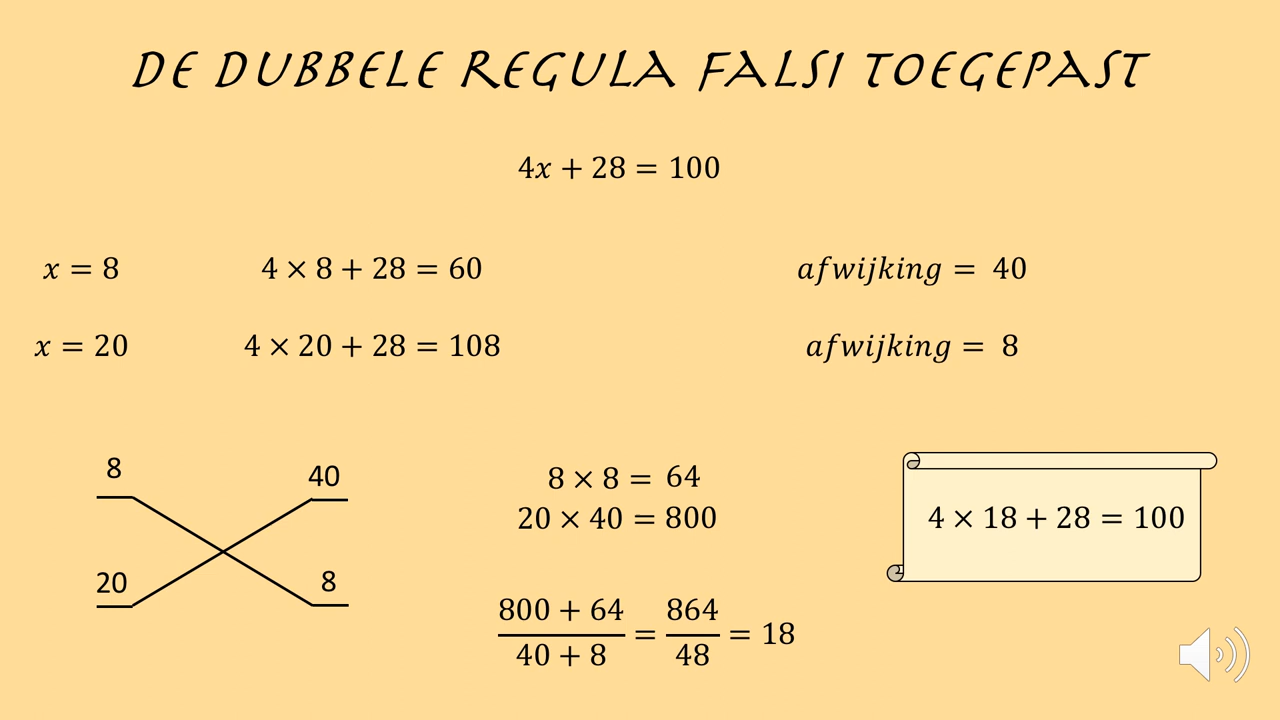 DE DUBBELE REGULA FALSI TOEGEPAST
4x + 28 = 100
x = 8 4 × 8 + 28 = 60 afwijking = 40
x = 20 4 × 20 + 28 = 108 afwijking = 8
8 40
20 8
8 × 8 = 64
20 × 40 = 800
4 × 18 + 28 = 100
800 + 64 864
= = 18
40 + 8 48